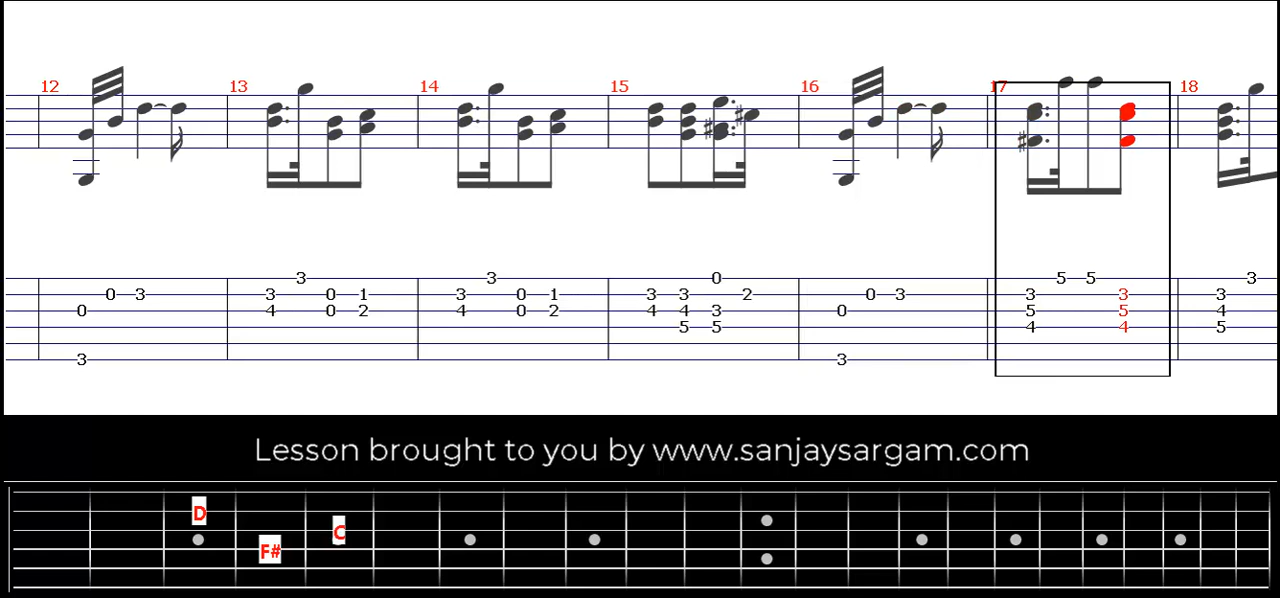 12 13 14 15 16 17 18
3 3 0 3
0 3 3 0 1 3 0 1 3 3 2 0 3 3 3 3
0 4 0 2 4 0 2 4 4 3 0 5 5 4
5 5 4 4 5
3 3
5 5
Lesson brought to you by www.sanjaysargam.com
D
C
F#